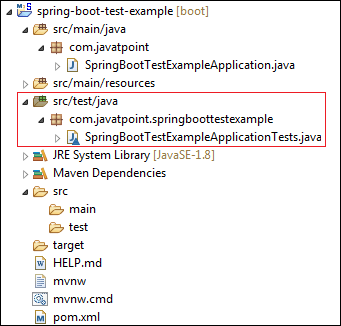 spring-boot-test-example [boot]
src/main/java
com.javatpoint
SpringBootTestExampleApplication.java
src/main/resources
src/test/java
com.javatpoint.springboottestexample
SpringBootTestExampleApplicationTests.java
JRE System Library [JavaSE-1.8]
Maven Dependencies
src
main
test
target
HELP.md
mvnw
mvnw.cmd
pom.xml